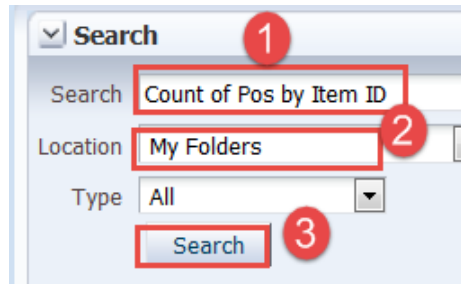 Search
1
Search Count of Pos by Item ID
2
Location My Folders
Type All
Search
3